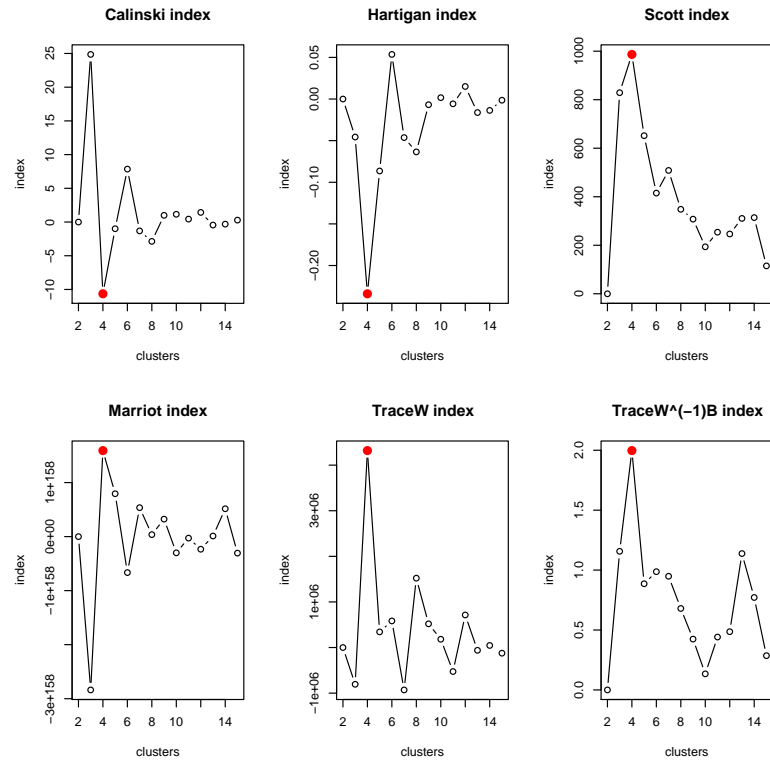 Calinski index
index
25
20
15
10
5
0
−5
−10
2 4 6 8 10 14
clusters
Hartigan index
index
0.05
0.00
−0.10
−0.20
2 4 6 8 10 14
clusters
Scott index
index
1000
800
600
400
200
0
2 4 6 8 10 14
clusters
Marriot index
index
1e+158
0e+00
−1e+158
−3e+158
2 4 6 8 10 14
clusters
TraceW index
index
3e+06
1e+06
−1e+06
2 4 6 8 10 14
clusters
TraceW^(−1)B index
index
2.0
1.5
1.0
0.5
0.0
2 4 6 8 10 14
clusters